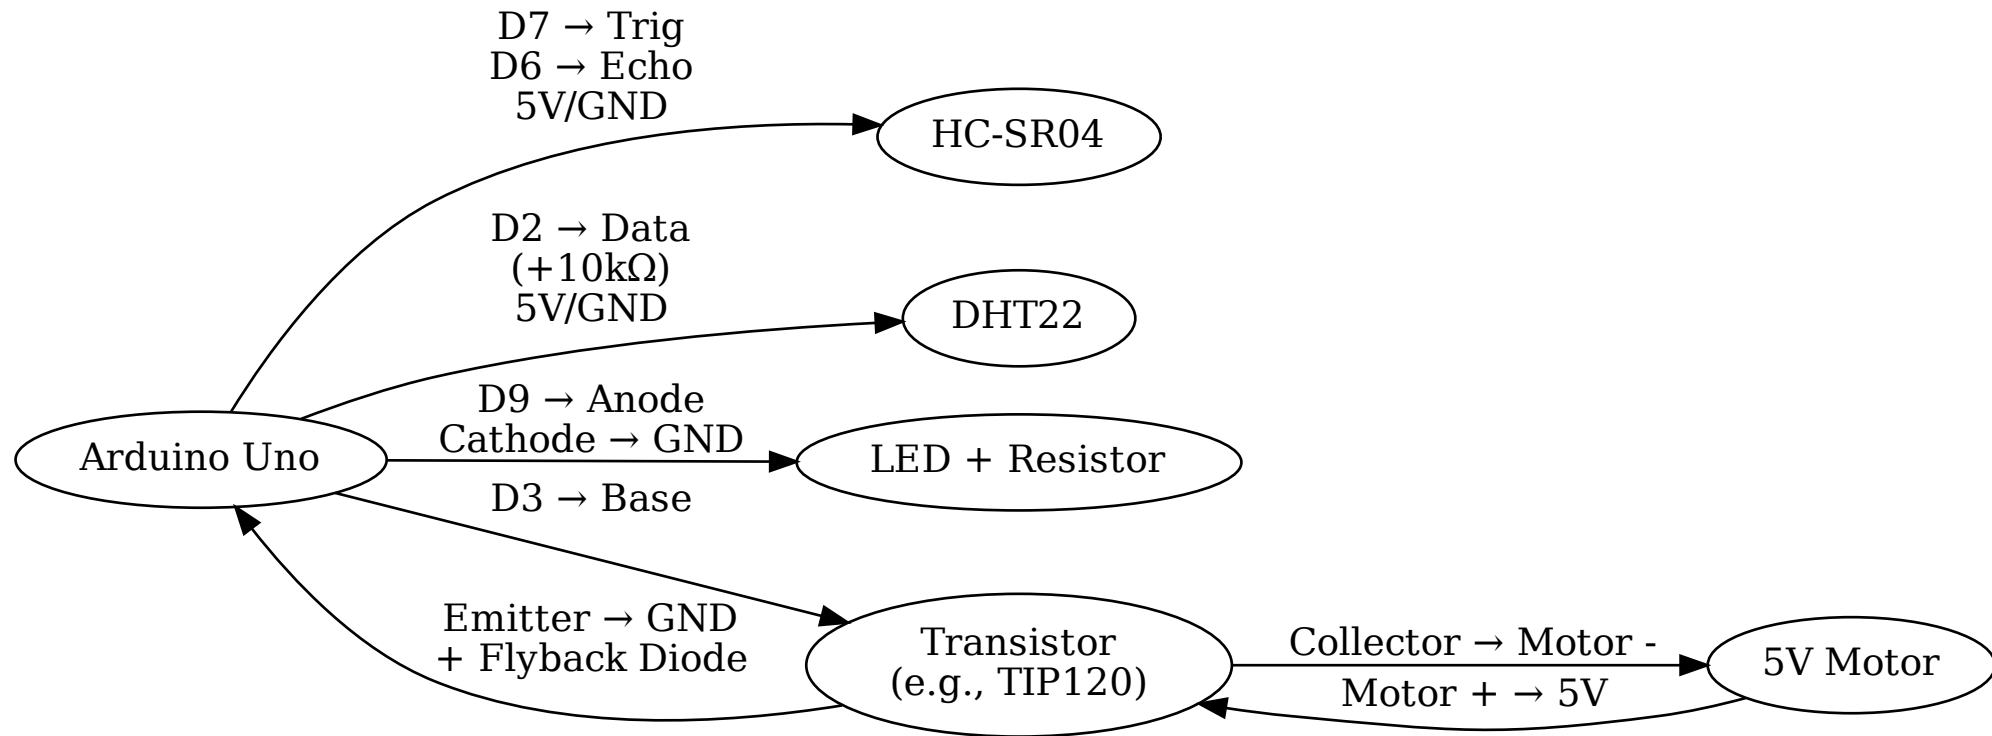 D7 → Trig
D6 → Echo
5V/GND
HC-SR04
D2 → Data
(+10kΩ)
5V/GND
DHT22
D9 → Anode
Cathode → GND
Arduino Uno
LED + Resistor
D3 → Base
Emitter → GND
+ Flyback Diode
Transistor
(e.g., TIP120)
Collector → Motor -
Motor + → 5V
5V Motor